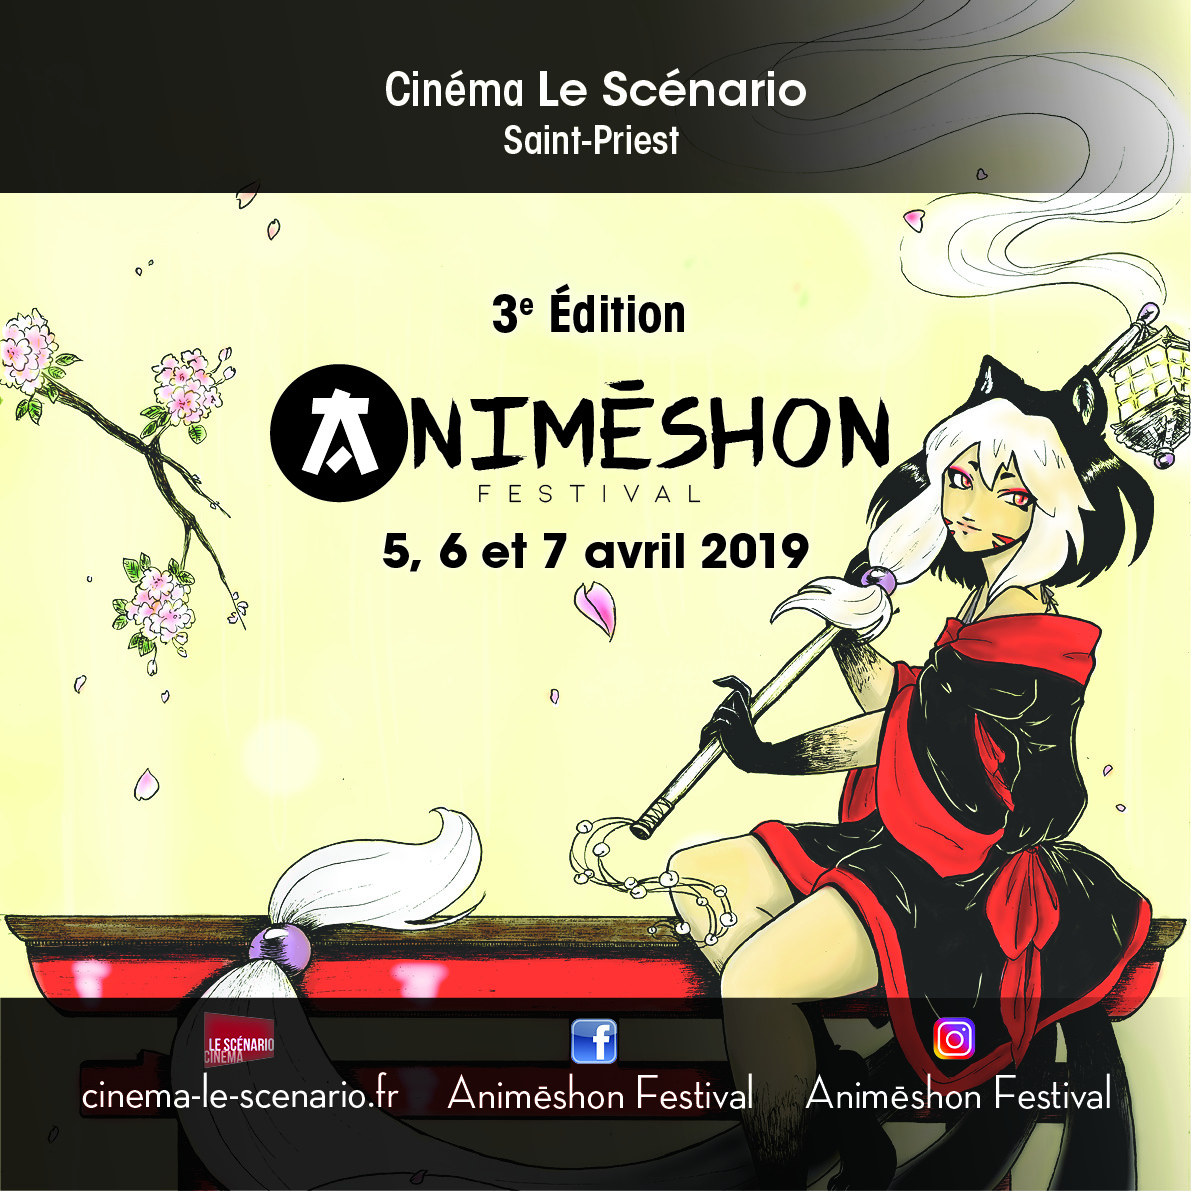 Cinéma Le Scénario
Saint-Priest
3e Édition
ANIMĒSHON
FESTIVAL
5, 6 et 7 avril 2019
LE SCÉNARIO
CINÉMA
f
cinema-le-scenario.fr
Animēshon Festival
Animēshon Festival